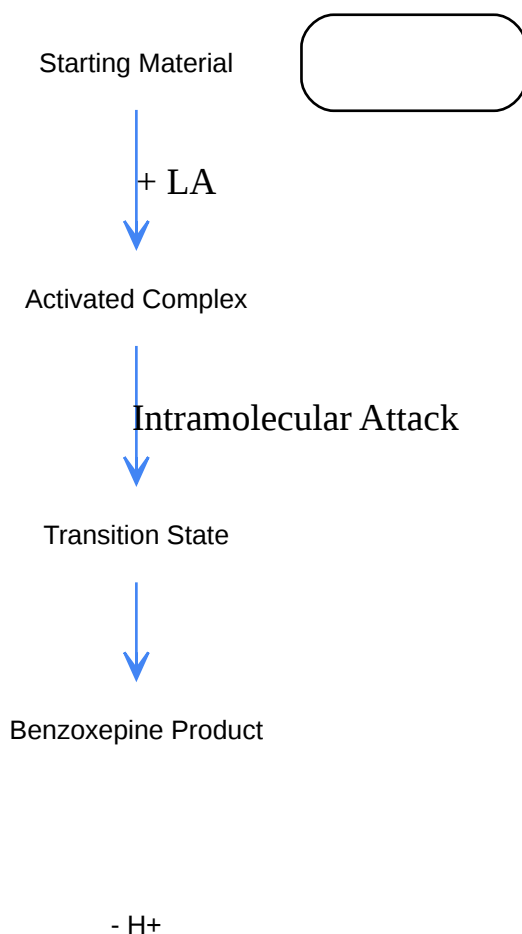 Starting Material
+ LA
Activated Complex
Intramolecular Attack
Transition State
Benzoxepine Product
- H+